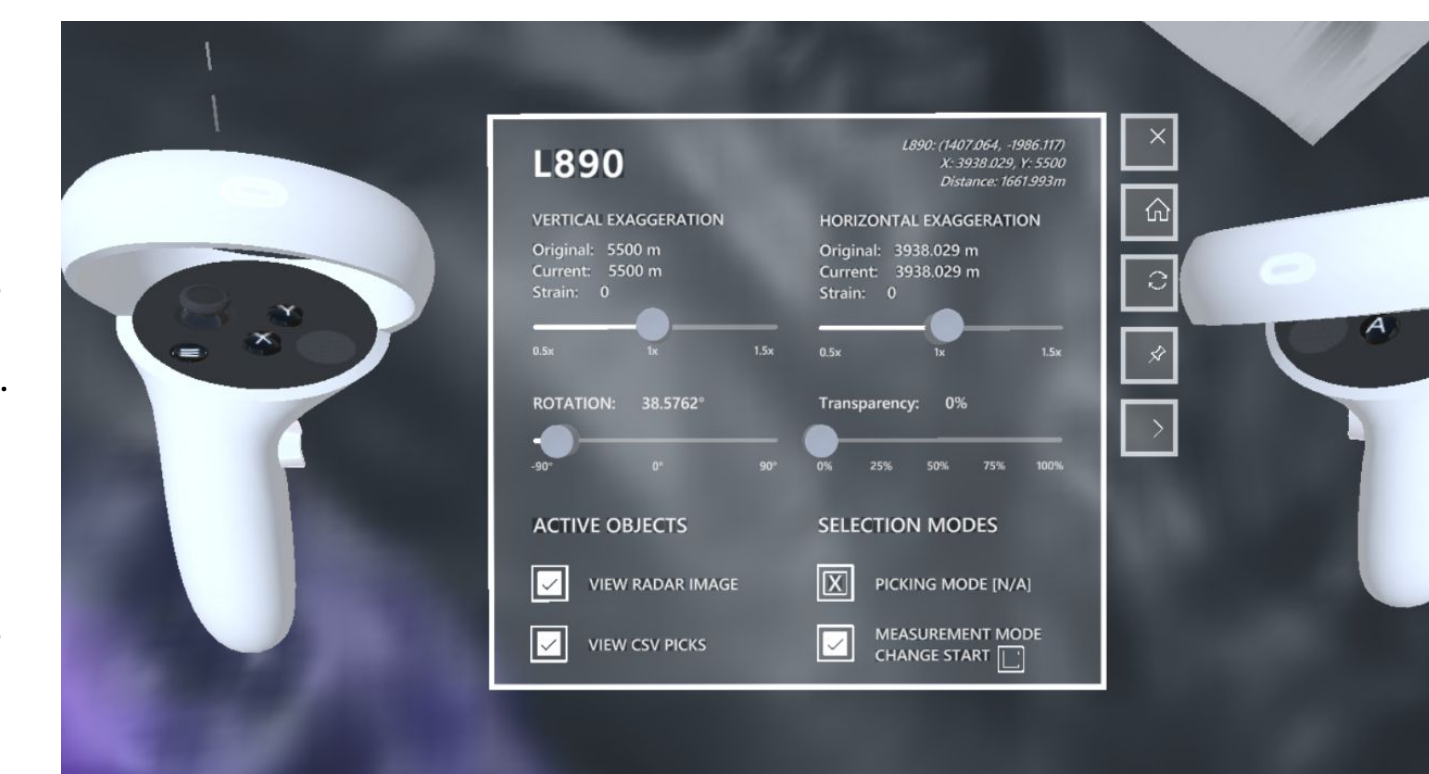 L890
L890: (1407.064, -1986.117)
X: 3938.029, Y: 5500
Distance: 1661.993m
VERTICAL EXAGGERATION
Original: 5500 m
Current: 5500 m
Strain: 0
0.5x 1x 1.5x
HORIZONTAL EXAGGERATION
Original: 3938.029 m
Current: 3938.029 m
Strain: 0
0.5x 1x 1.5x
ROTATION: 38.5762°
-90° 0° 90°
Transparency: 0%
0% 25% 50% 75% 100%
ACTIVE OBJECTS
VIEW RADAR IMAGE
VIEW CSV PICKS
SELECTION MODES
X PICKING MODE [N/A]
MEASUREMENT MODE
CHANGE START
Y
X
A
.